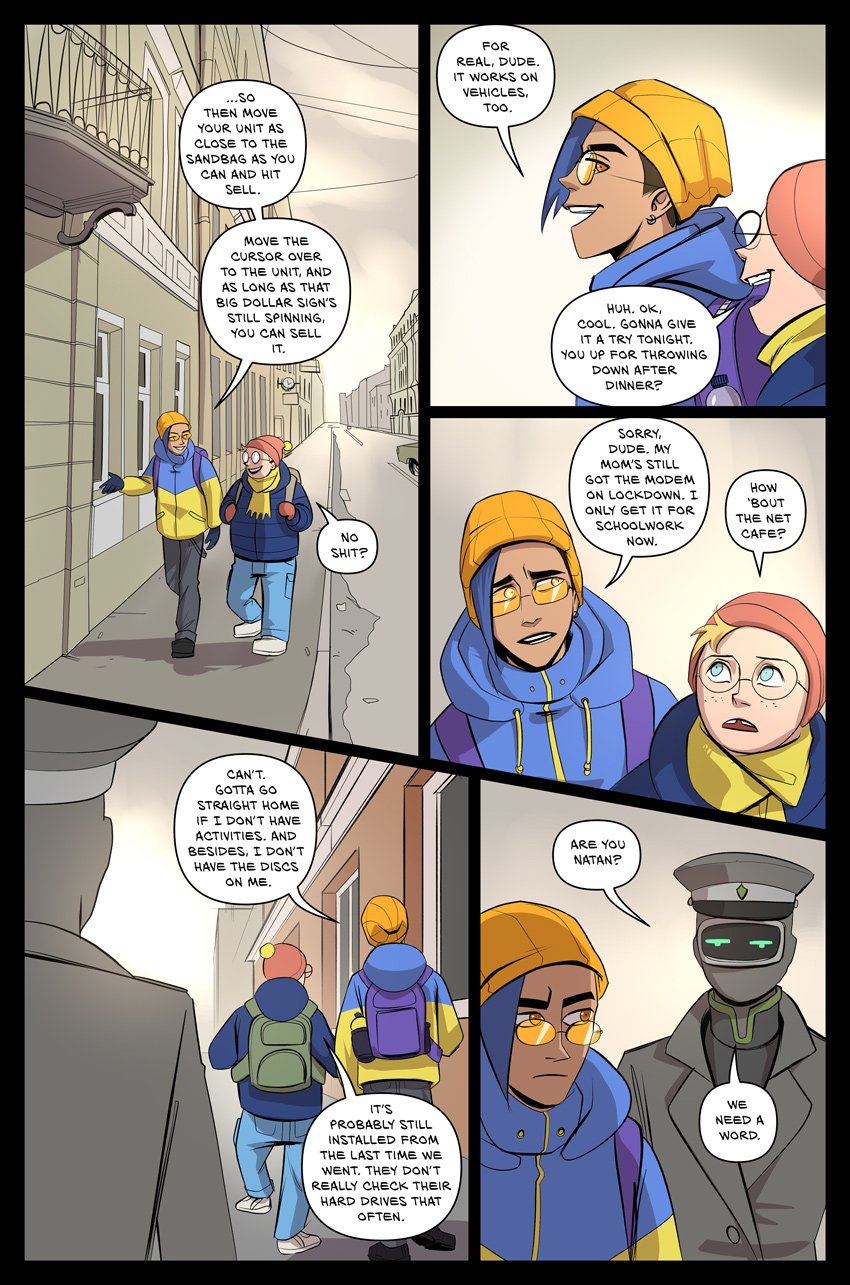 ...SO
THEN MOVE
YOUR UNIT AS
CLOSE TO THE
SANDBAG AS YOU
CAN AND HIT
SELL.
MOVE THE
CURSOR OVER
TO THE UNIT, AND
AS LONG AS THAT
BIG DOLLAR SIGN'S
STILL SPINNING,
YOU CAN SELL
IT.
NO
SHIT?
FOR
REAL, DUDE.
IT WORKS ON
VEHICLES,
TOO.
HUH. OK,
COOL. GONNA GIVE
IT A TRY TONIGHT.
YOU UP FOR THROWING
DOWN AFTER
DINNER?
SORRY,
DUDE. MY
MOM'S STILL
GOT THE MODEM
ON LOCKDOWN. I
ONLY GET IT FOR
SCHOOLWORK
NOW.
HOW
'BOUT
THE NET
CAFE?
CAN'T.
GOTTA GO
STRAIGHT HOME
IF I DON'T HAVE
ACTIVITIES. AND
BESIDES, I DON'T
HAVE THE DISCS
ON ME.
IT'S
PROBABLY STILL
INSTALLED FROM
THE LAST TIME WE
WENT. THEY DON'T
REALLY CHECK THEIR
HARD DRIVES THAT
OFTEN.
ARE YOU
NATAN?
WE
NEED A
WORD.